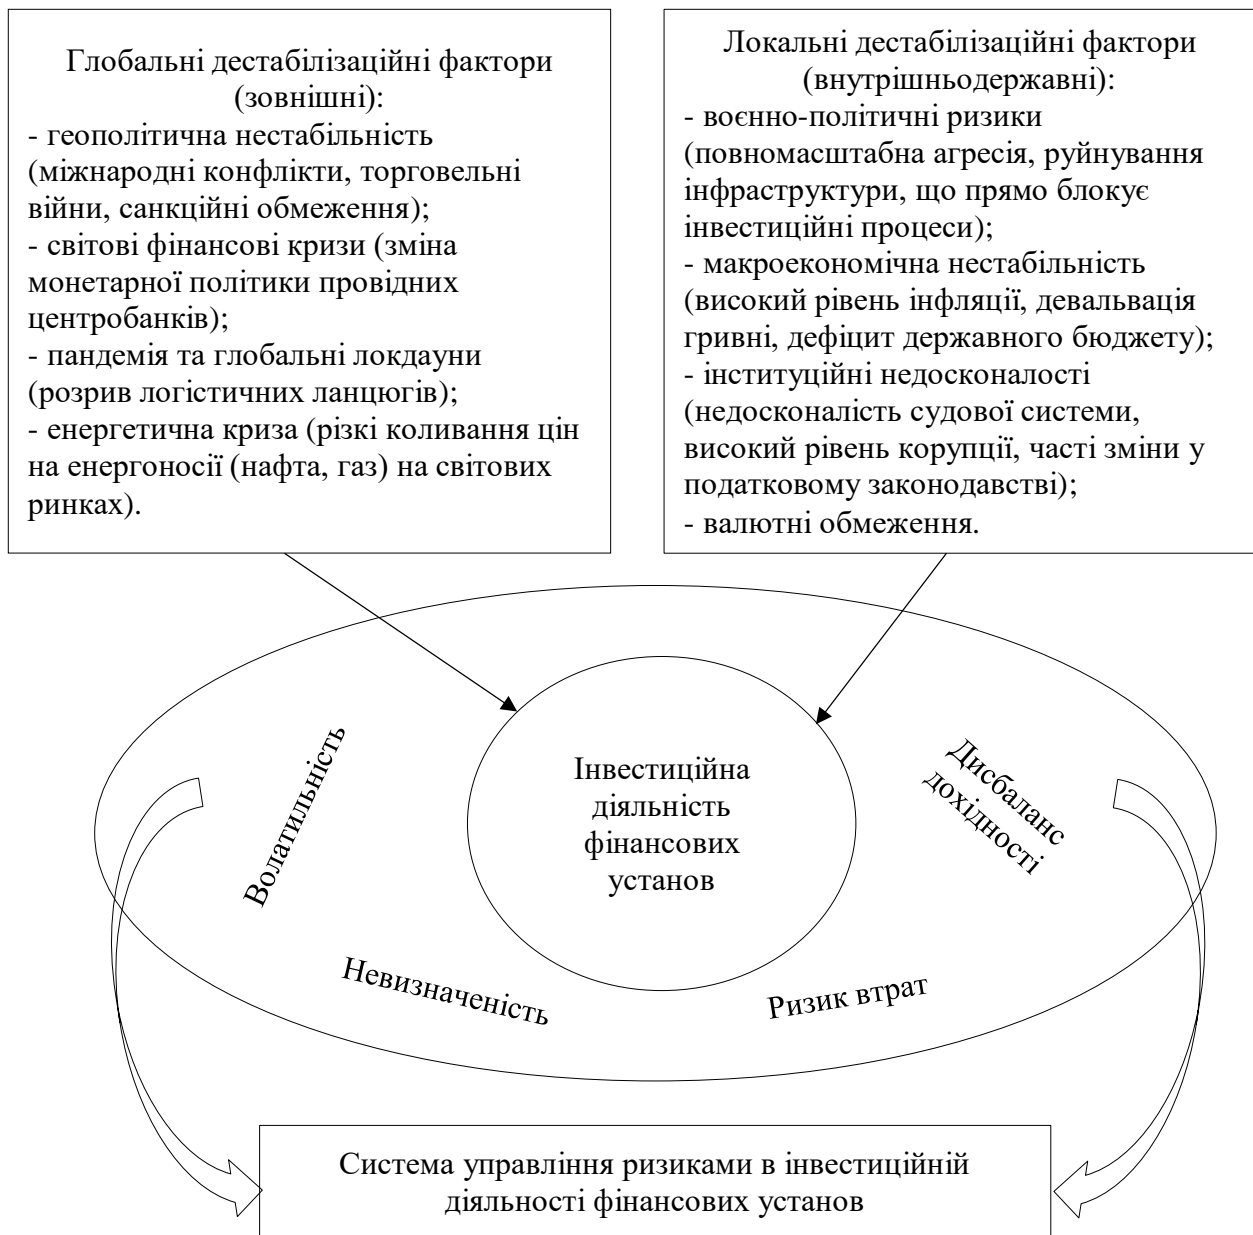 Глобальні дестабілізаційні фактори
(зовнішні):
- геополітична нестабільність
(міжнародні конфлікти, торговельні
війни, санкційні обмеження);
- світові фінансові кризи (зміна
монетарної політики провідних
центробанків);
- пандемія та глобальні локдауни
(розрив логістичних ланцюгів);
- енергетична криза (різкі коливання цін
на енергоносії (нафта, газ) на світових
ринках).
Локальні дестабілізаційні фактори
(внутрішньодержавні):
- воєнно-політичні ризики
(повномасштабна агресія, руйнування
інфраструктури, що прямо блокує
інвестиційні процеси);
- макроекономічна нестабільність
(високий рівень інфляції, девальвація
гривні, дефіцит державного бюджету);
- інституційні недосконалості
(недосконалість судової системи,
високий рівень корупції, часті зміни у
податковому законодавстві);
- валютні обмеження.
Волатильність
Інвестиційна
діяльність
фінансових
установ
Дисбаланс
дохідності
Невизначеність
Ризик втрат
Система управління ризиками в інвестиційній
діяльності фінансових установ